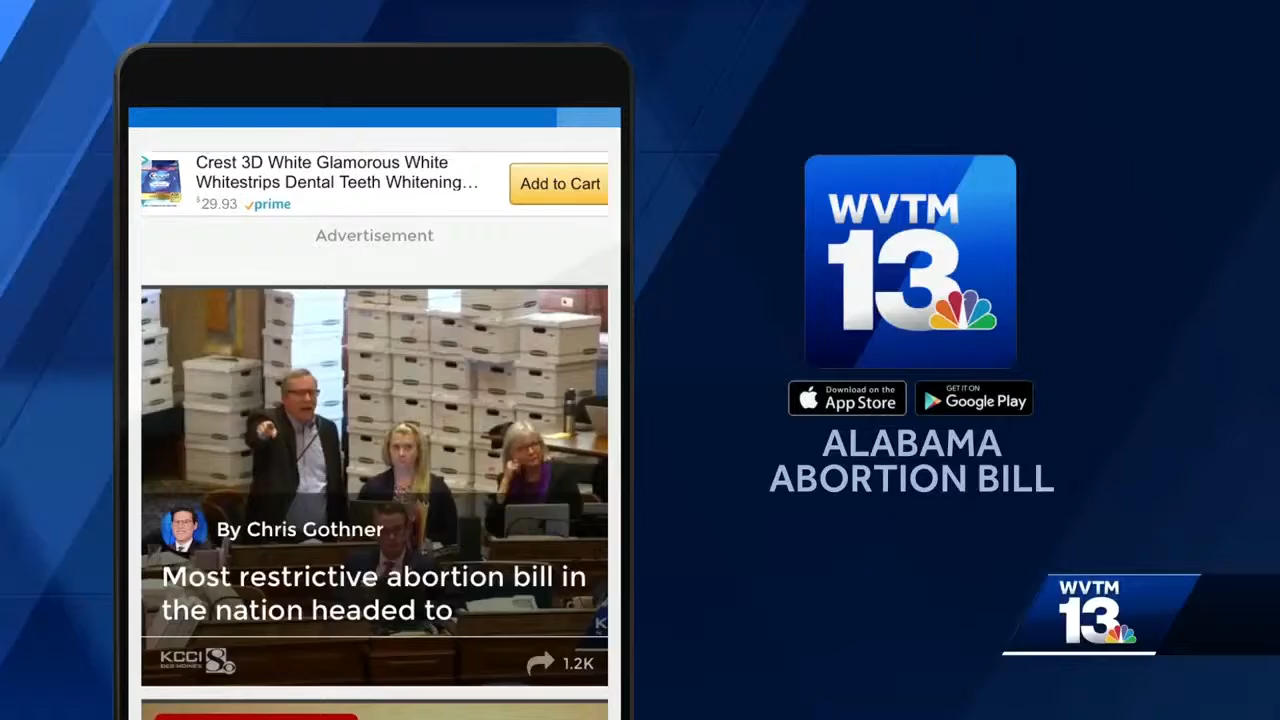 Crest 3D White Glamorous White
Whitestrips Dental Teeth Whitening...
$29.93 prime
Add to Cart
Advertisement
By Chris Gothner
Most restrictive abortion bill in
the nation headed to
KCCI 8
DES MOINES
1.2K
WVTM
13
Download on the
App Store
GET IT ON
Google Play
ALABAMA
ABORTION BILL
WVTM
13